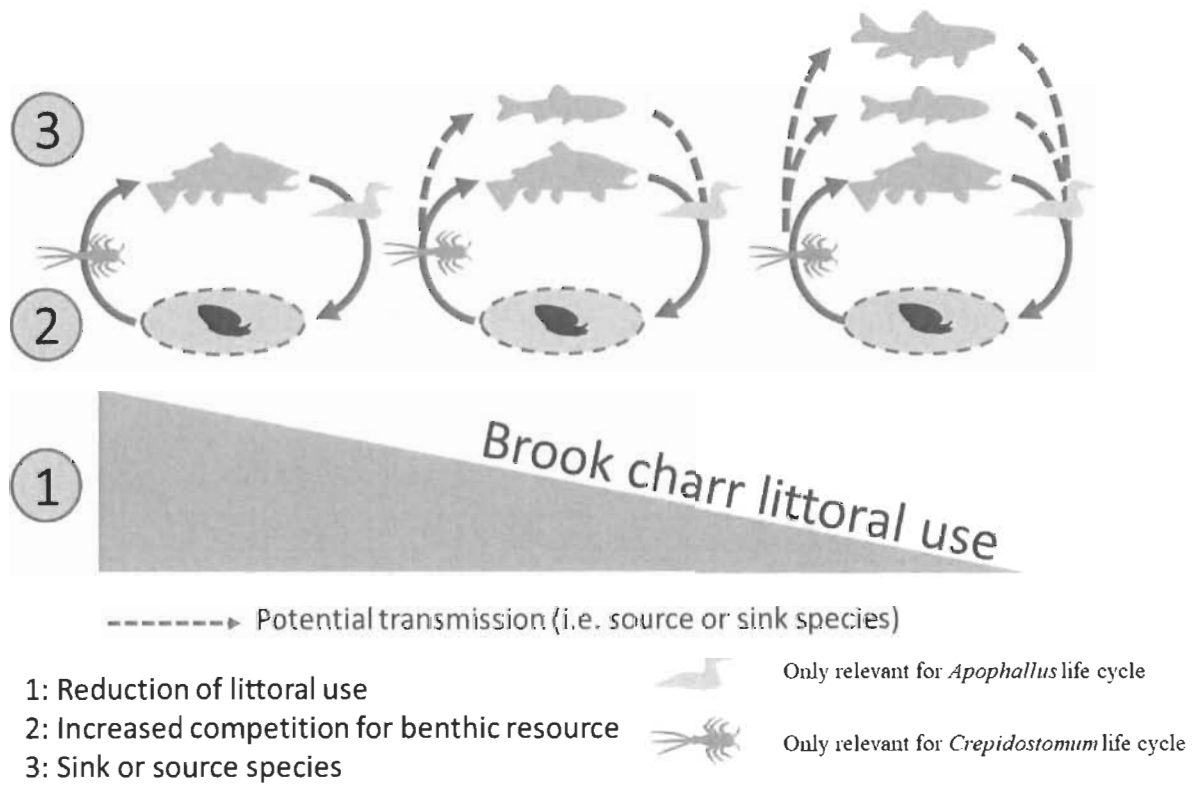 3
2
1
Brook charr littoral use
Potential transmission (i.e. source or sink species)
1: Reduction of littoral use
2: Increased competition for benthic resource
3: Sink or source species
Only relevant for Apophallus life cycle
Only relevant for Crepidostomum life cycle